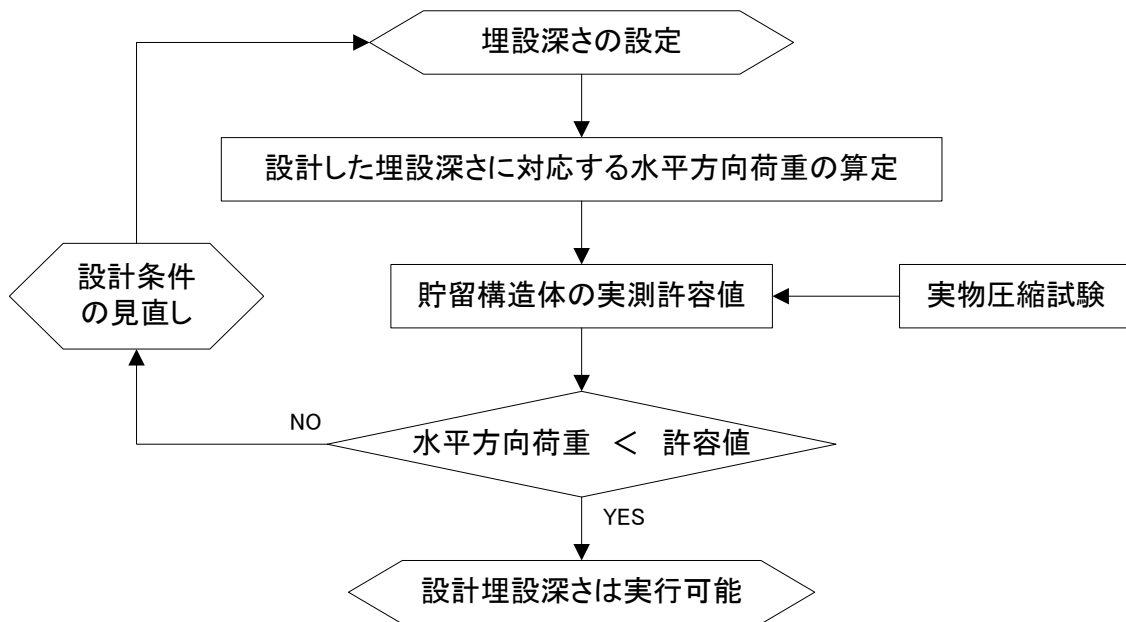 埋設深さの設定
設計した埋設深さに対応する水平方向荷重の算定
設計条件
の見直し
貯留構造体の実測許容値
実物圧縮試験
NO
水平方向荷重 < 許容値
YES
設計埋設深さは実行可能